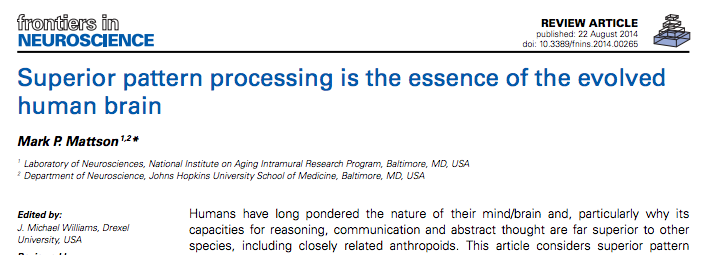 frontiers in
NEUROSCIENCE
REVIEW ARTICLE
published: 22 August 2014
doi: 10.3389/fnins.2014.00265
Superior pattern processing is the essence of the evolved
human brain
Mark P. Mattson1,2*
1 Laboratory of Neurosciences, National Institute on Aging Intramural Research Program, Baltimore, MD, USA
2 Department of Neuroscience, Johns Hopkins University School of Medicine, Baltimore, MD, USA
Edited by:
J. Michael Williams, Drexel
University, USA
Humans have long pondered the nature of their mind/brain and, particularly why its
capacities for reasoning, communication and abstract thought are far superior to other
species, including closely related anthropoids. This article considers superior pattern